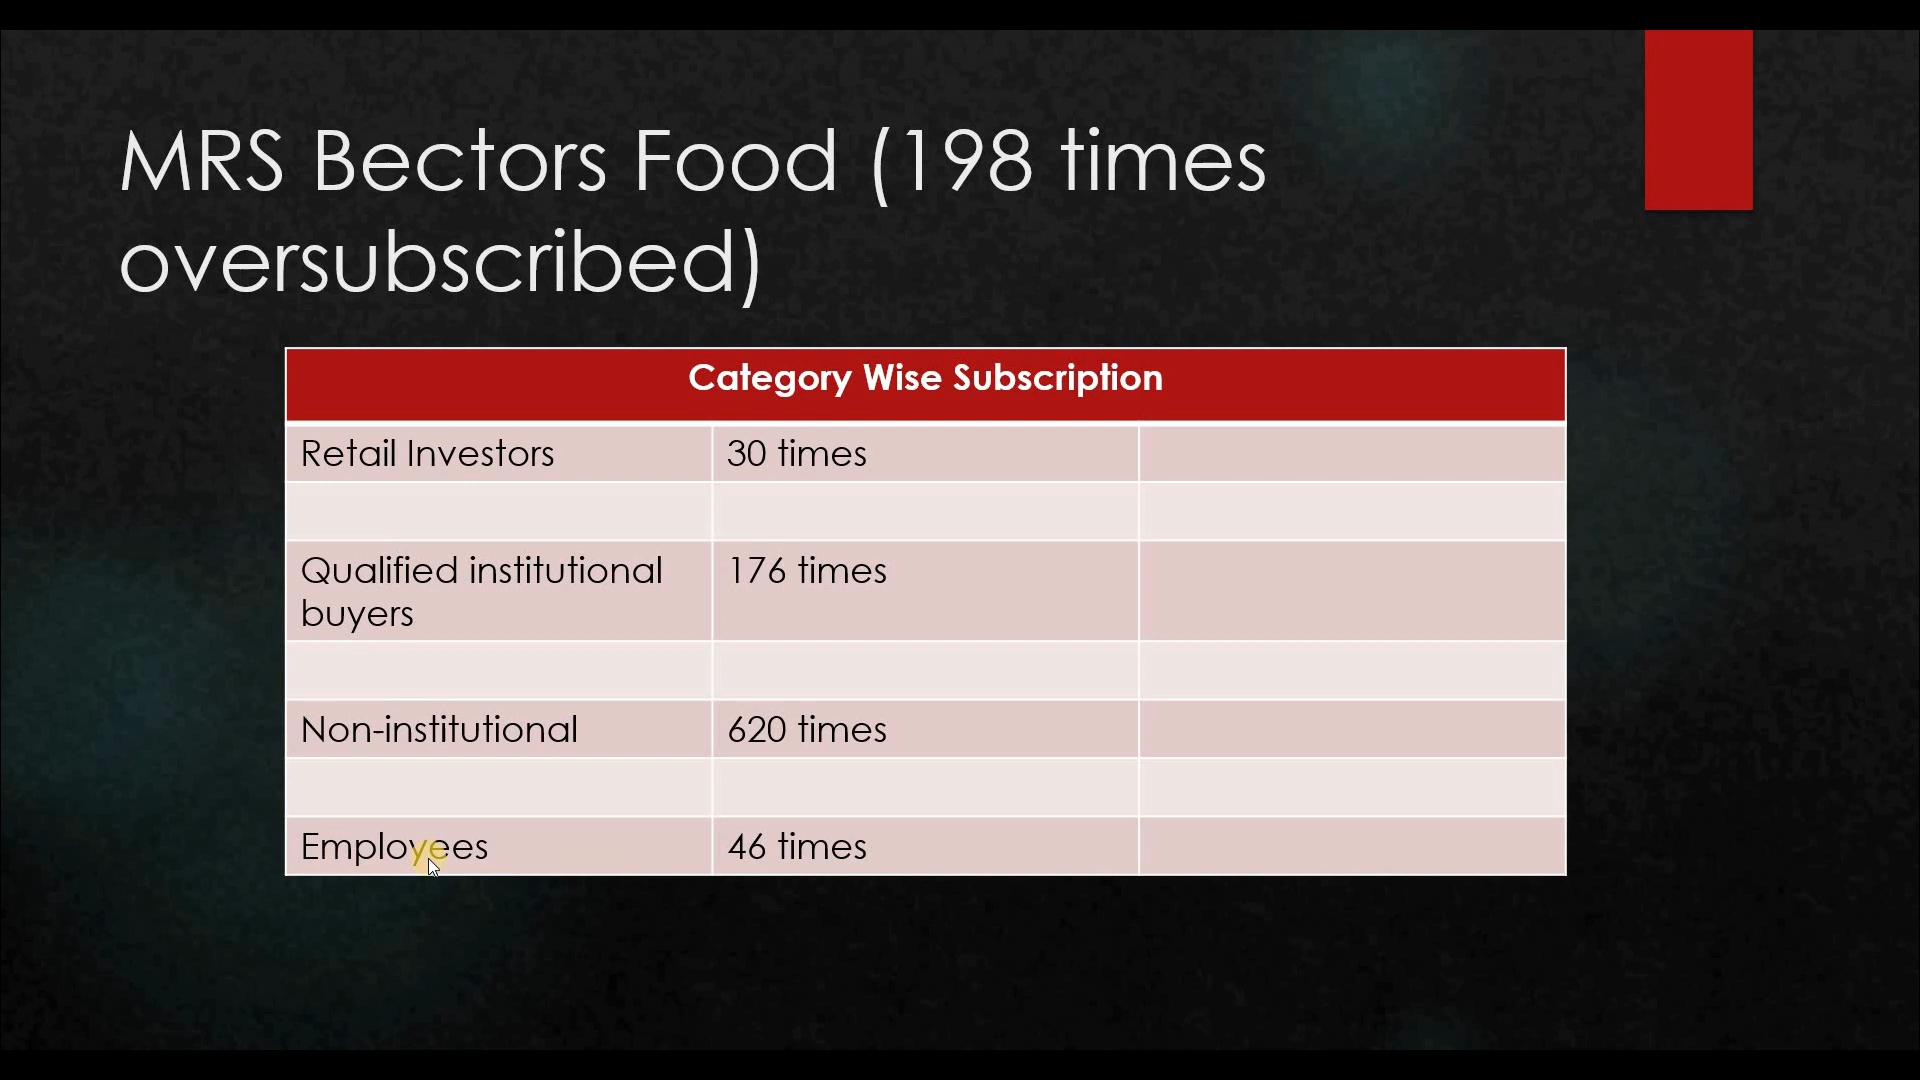 MRS Bectors Food (198 times
oversubscribed)
Category Wise Subscription
Retail Investors 30 times
Qualified institutional 176 times
buyers
Non-institutional 620 times
Employees 46 times